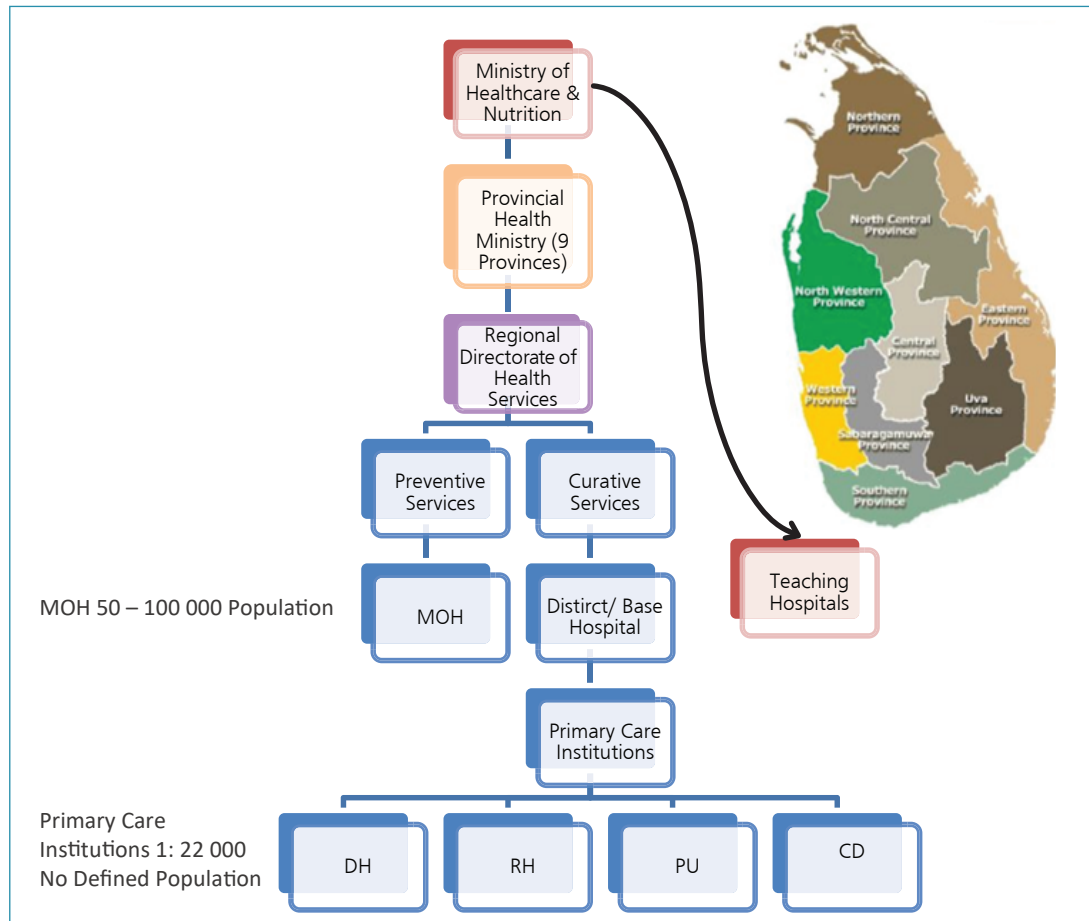 Ministry of
Healthcare &
Nutrition
Provincial
Health
Ministry (9
Provinces)
Regional
Directorate of
Health
Services
Preventive
Services
Curative
Services
MOH 50 – 100 000 Population
MOH
Distirct/ Base
Hospital
Teaching
Hospitals
Primary Care
Institutions
Primary Care
Institutions 1: 22 000
No Defined Population
DH
RH
PU
CD
Northern
Province
North Central
Province
North Western
Province
Eastern
Province
Central
Province
Western
Province
Uva
Province
Sabaragamuwa
Province
Southern
Province